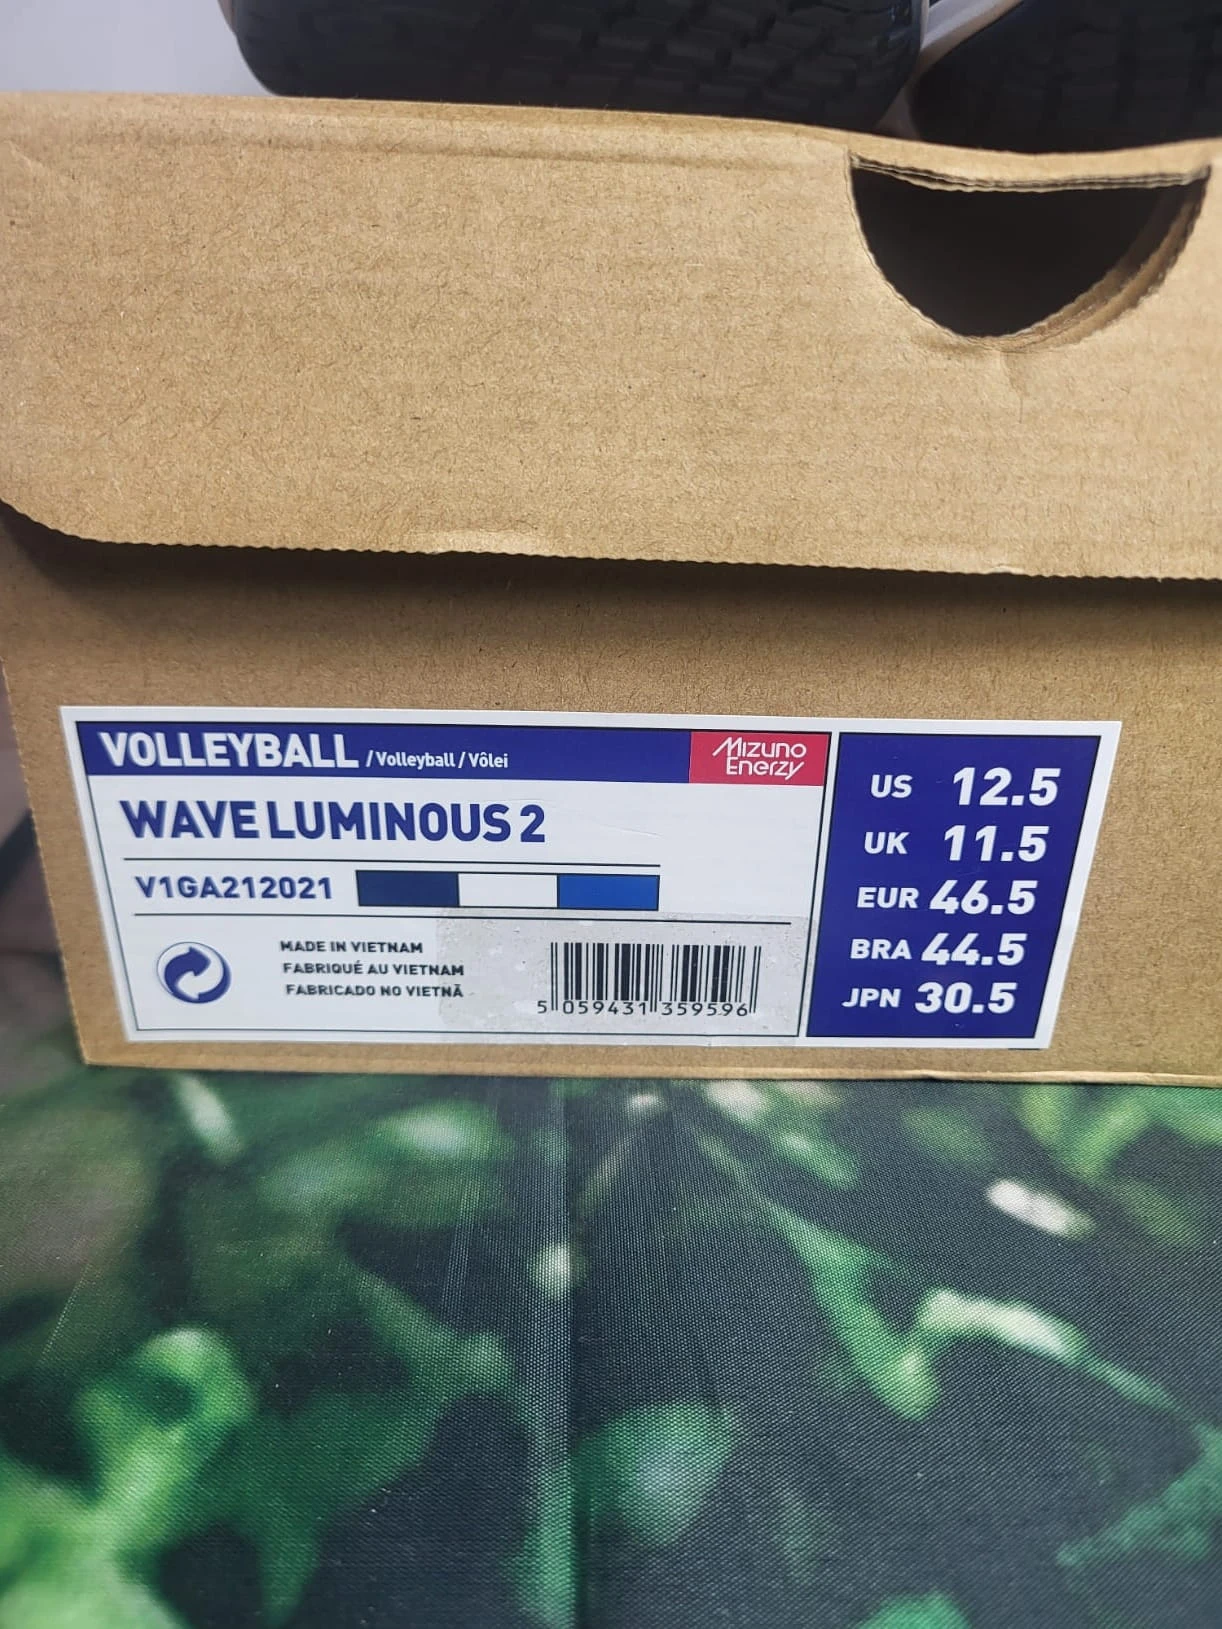 VOLLEYBALL / Volleyball / Vôlei
Mizuno
Enerzy
WAVE LUMINOUS 2
V1GA212021
MADE IN VIETNAM
FABRIQUÉ AU VIETNAM
FABRICADO NO VIETNÃ
5 059431 359596
US 12.5
UK 11.5
EUR 46.5
BRA 44.5
JPN 30.5